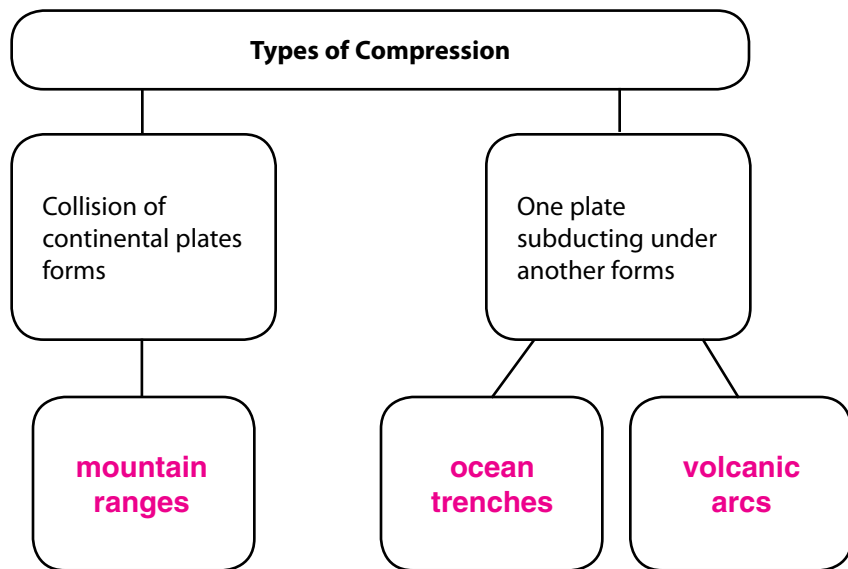 Types of Compression
Collision of
continental plates
forms
One plate
subducting under
another forms
mountain
ranges
ocean
trenches
volcanic
arcs